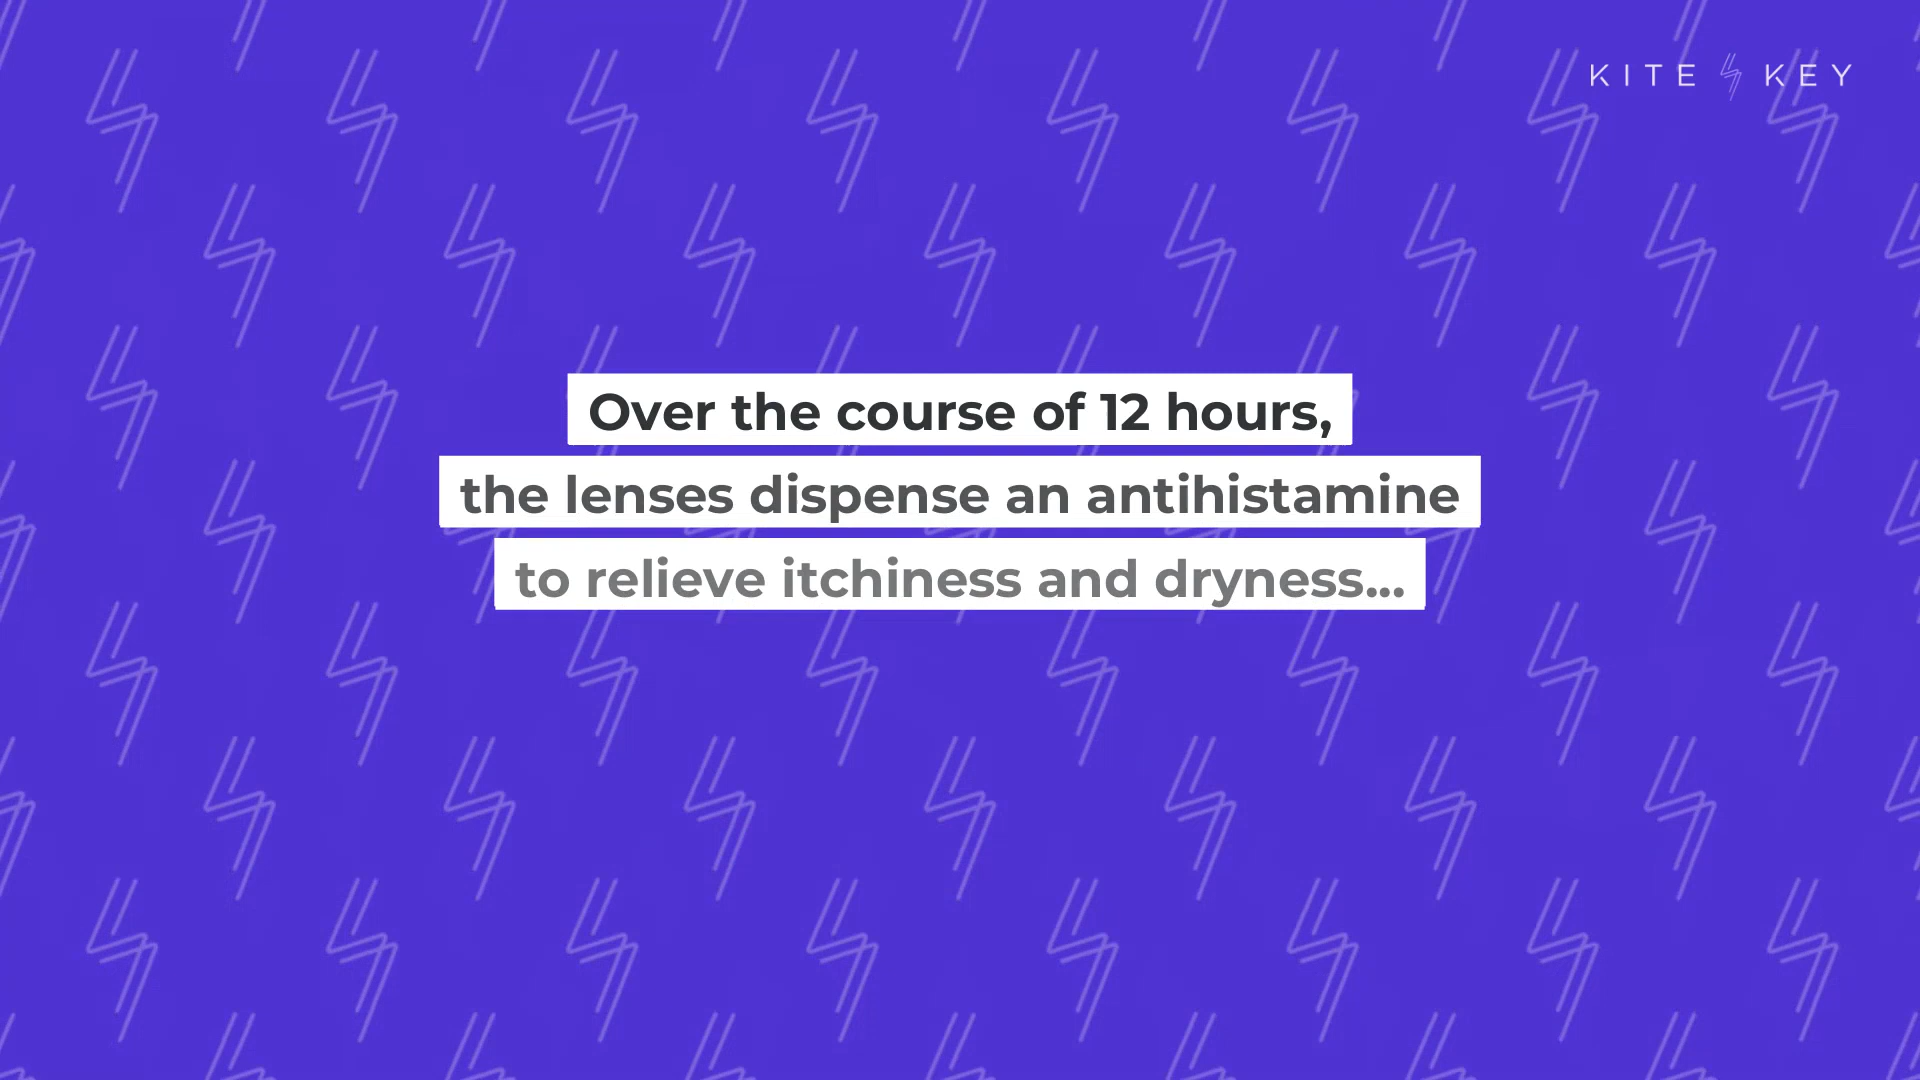 KITE KEY
Over the course of 12 hours,
the lenses dispense an antihistamine
to relieve itchiness and dryness...